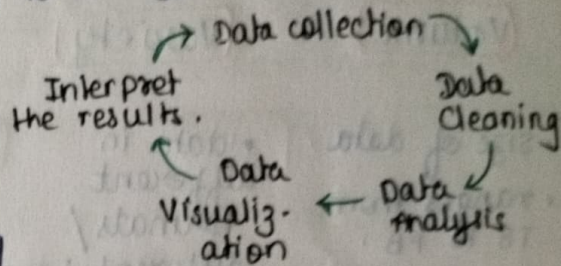 Data collection
Data
Cleaning
Data
Analysis
Data
Visualiz-
ation
Interpret
the results.